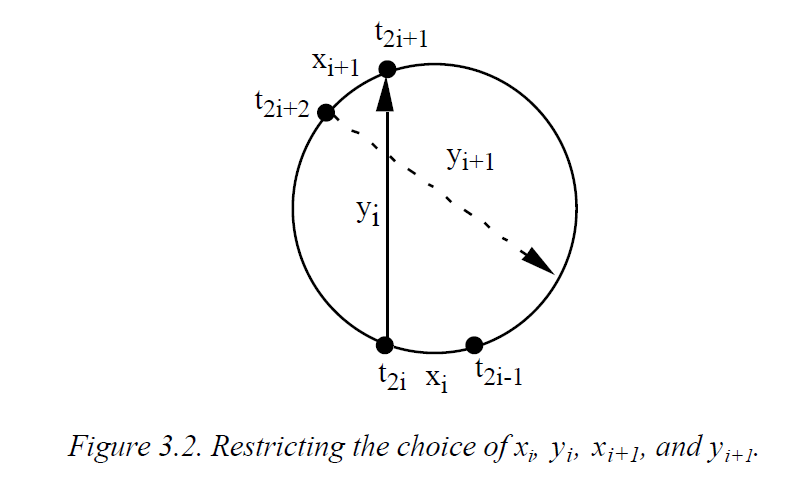 t2i+1
xi+1
t2i+2
yi+1
yi
t2i xi t2i-1
Figure 3.2. Restricting the choice of xi, yi, xi+1, and yi+1.